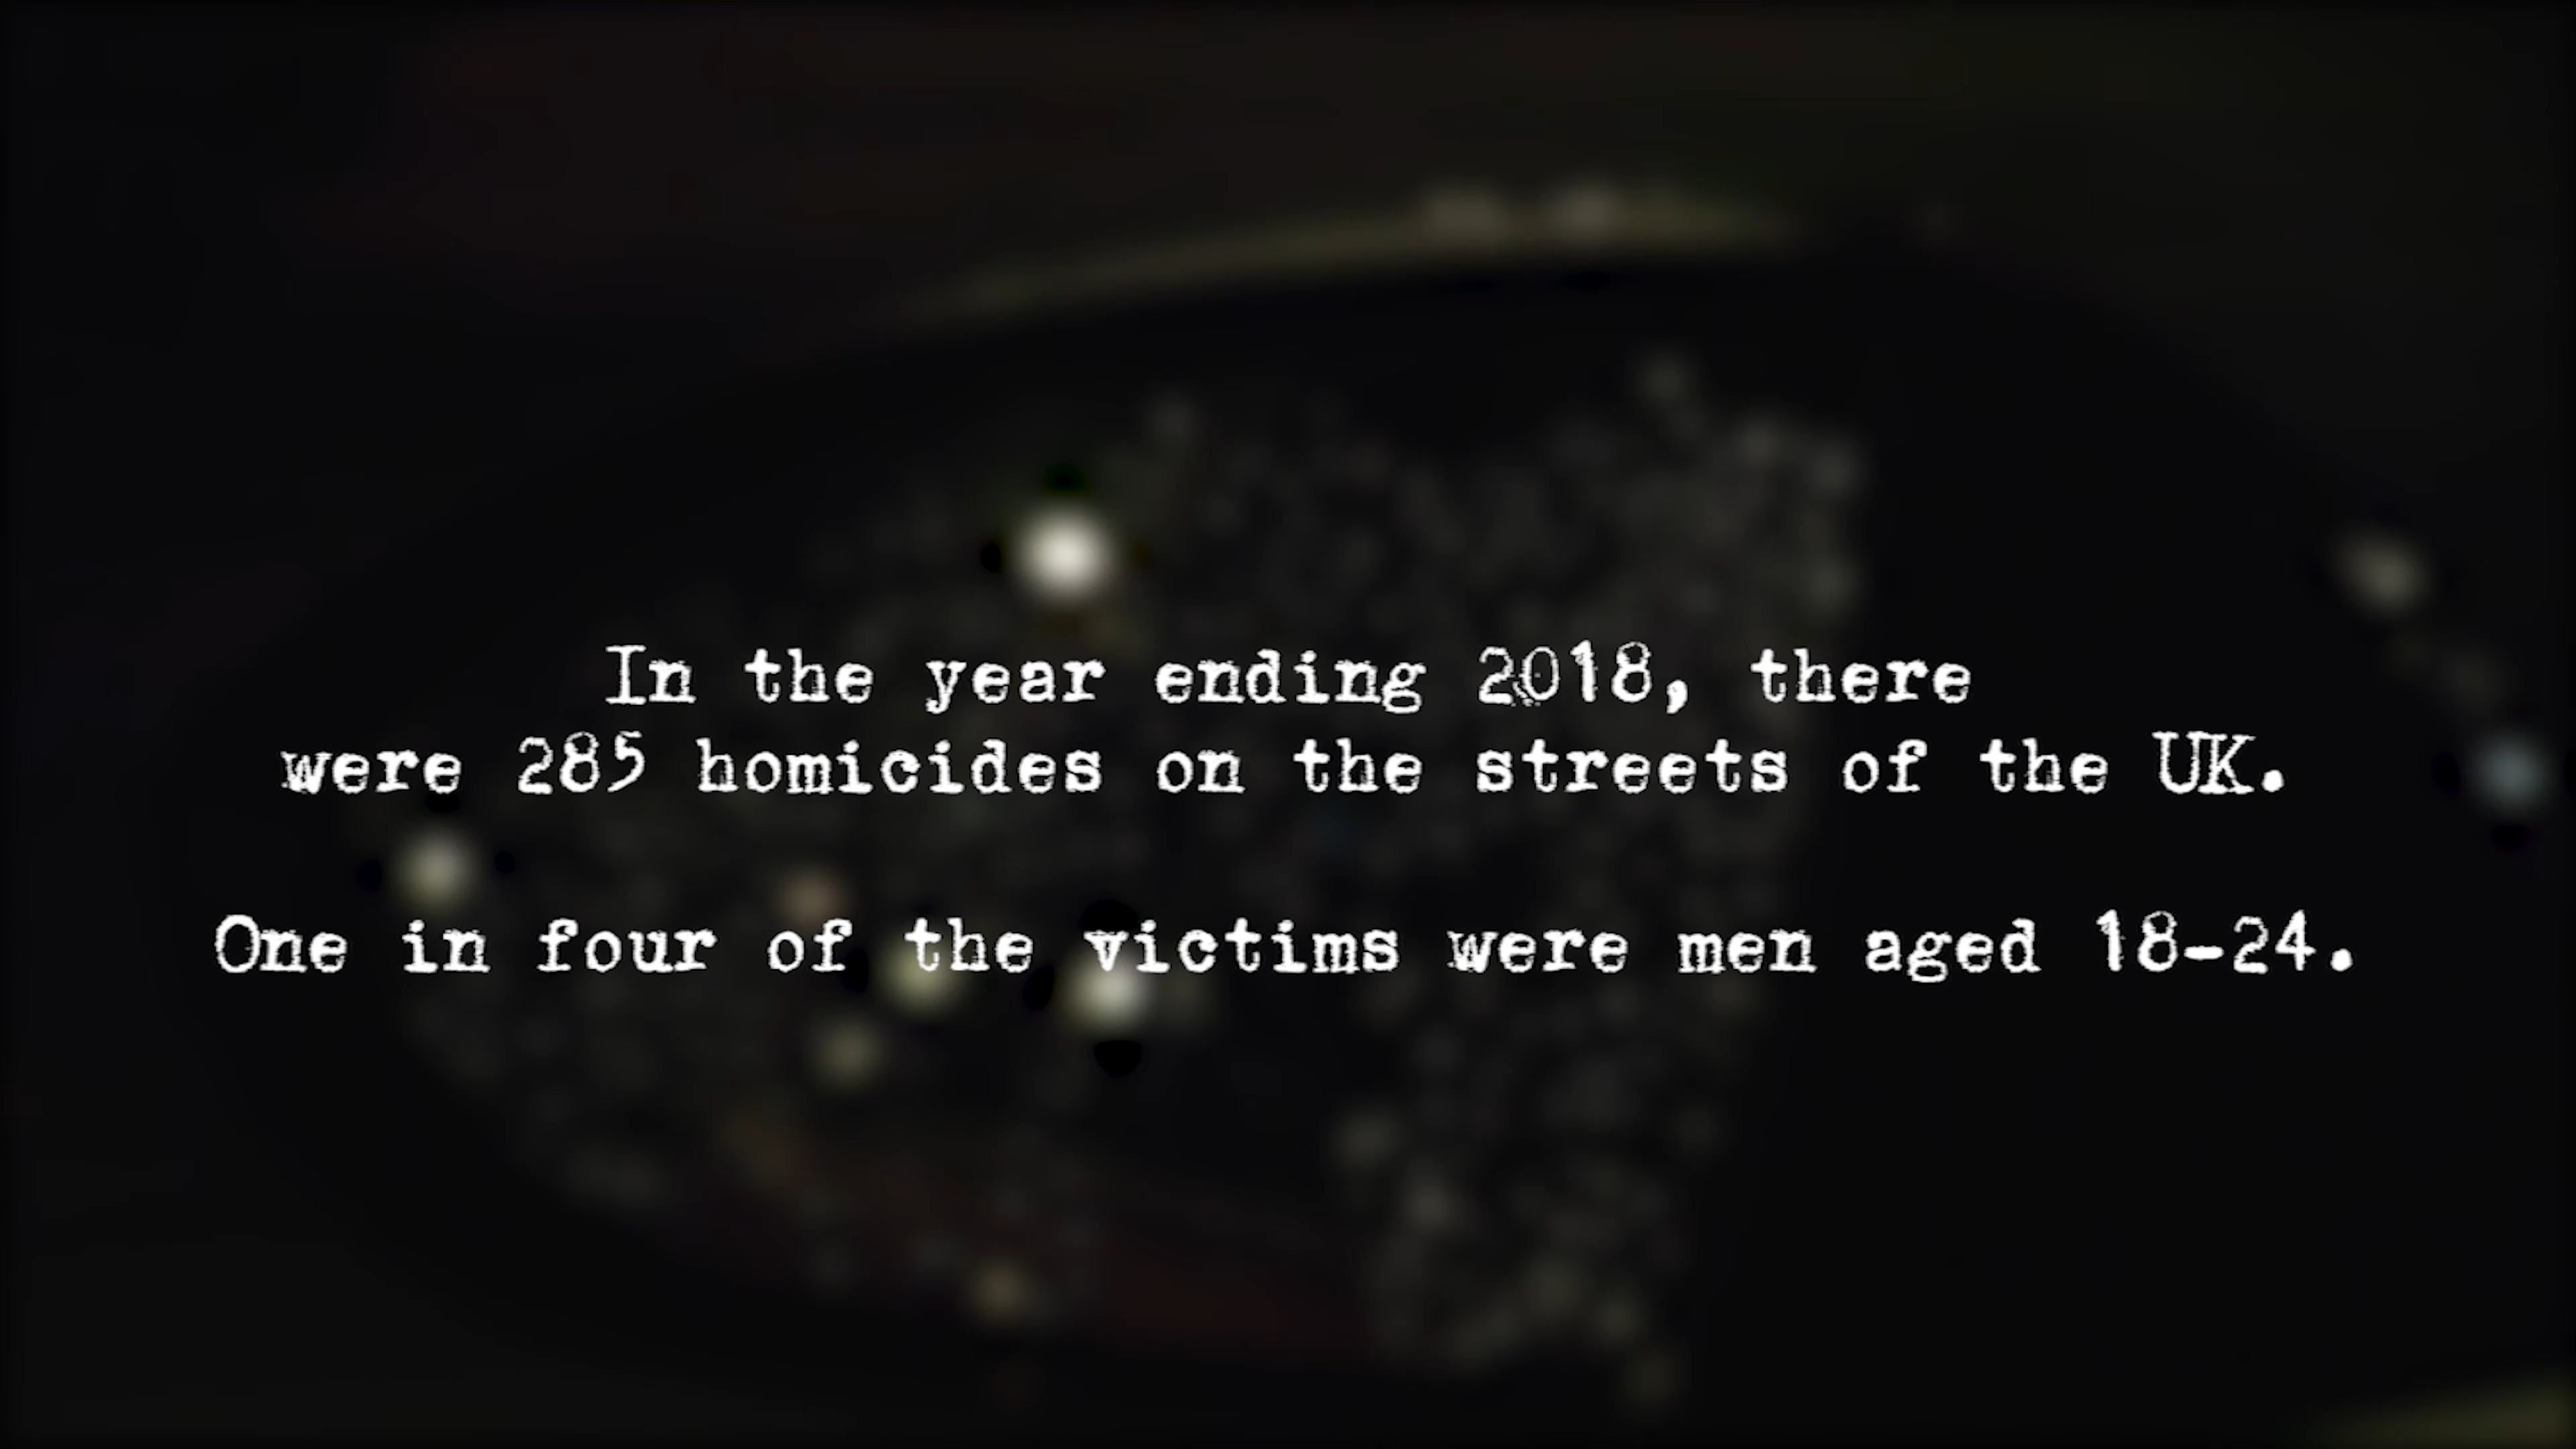 In the year ending 2018, there
were 285 homicides on the streets of the UK.
One in four of the victims were men aged 18-24.